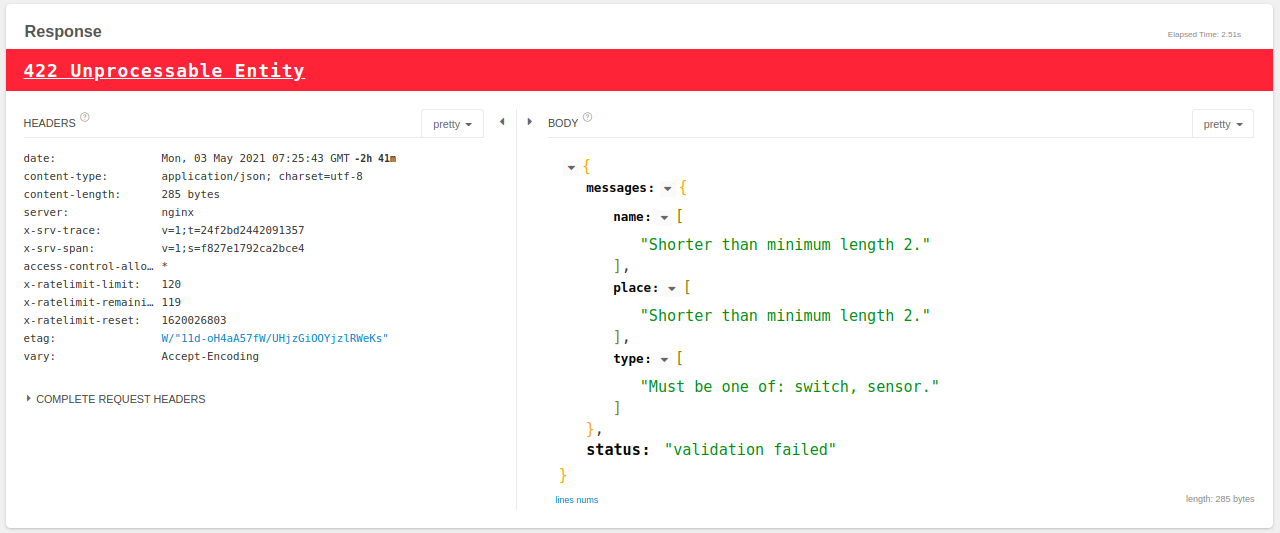 Response
Elapsed Time: 2.51s
422 Unprocessable Entity
HEADERS ?
pretty
date: Mon, 03 May 2021 07:25:43 GMT -2h 41m
content-type: application/json; charset=utf-8
content-length: 285 bytes
server: nginx
x-srv-trace: v=1;t=24f2bd2442091357
x-srv-span: v=1;s=f827e1792ca2bce4
access-control-allo… *
x-ratelimit-limit: 120
x-ratelimit-remaini… 119
x-ratelimit-reset: 1620026803
etag: W/"11d-oH4aA57fW/UHjzGiOOYjzlRWeKs"
vary: Accept-Encoding
COMPLETE REQUEST HEADERS
BODY ?
pretty
{
messages: {
name: [
"Shorter than minimum length 2."
],
place: [
"Shorter than minimum length 2."
],
type: [
"Must be one of: switch, sensor."
]
},
status: "validation failed"
}
lines nums
length: 285 bytes